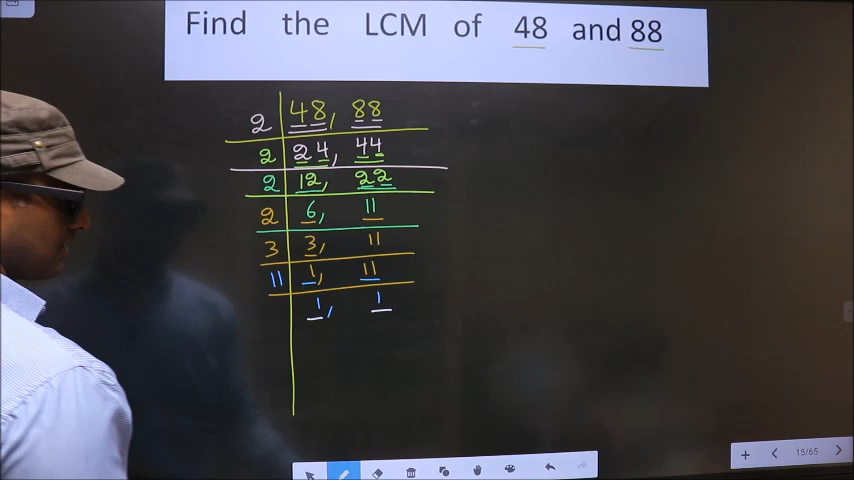 Find the LCM of 48 and 88
2 48, 88
2 24, 44
2 12, 22
2 6, 11
3 3, 11
11 1, 11
1, 1
15/65